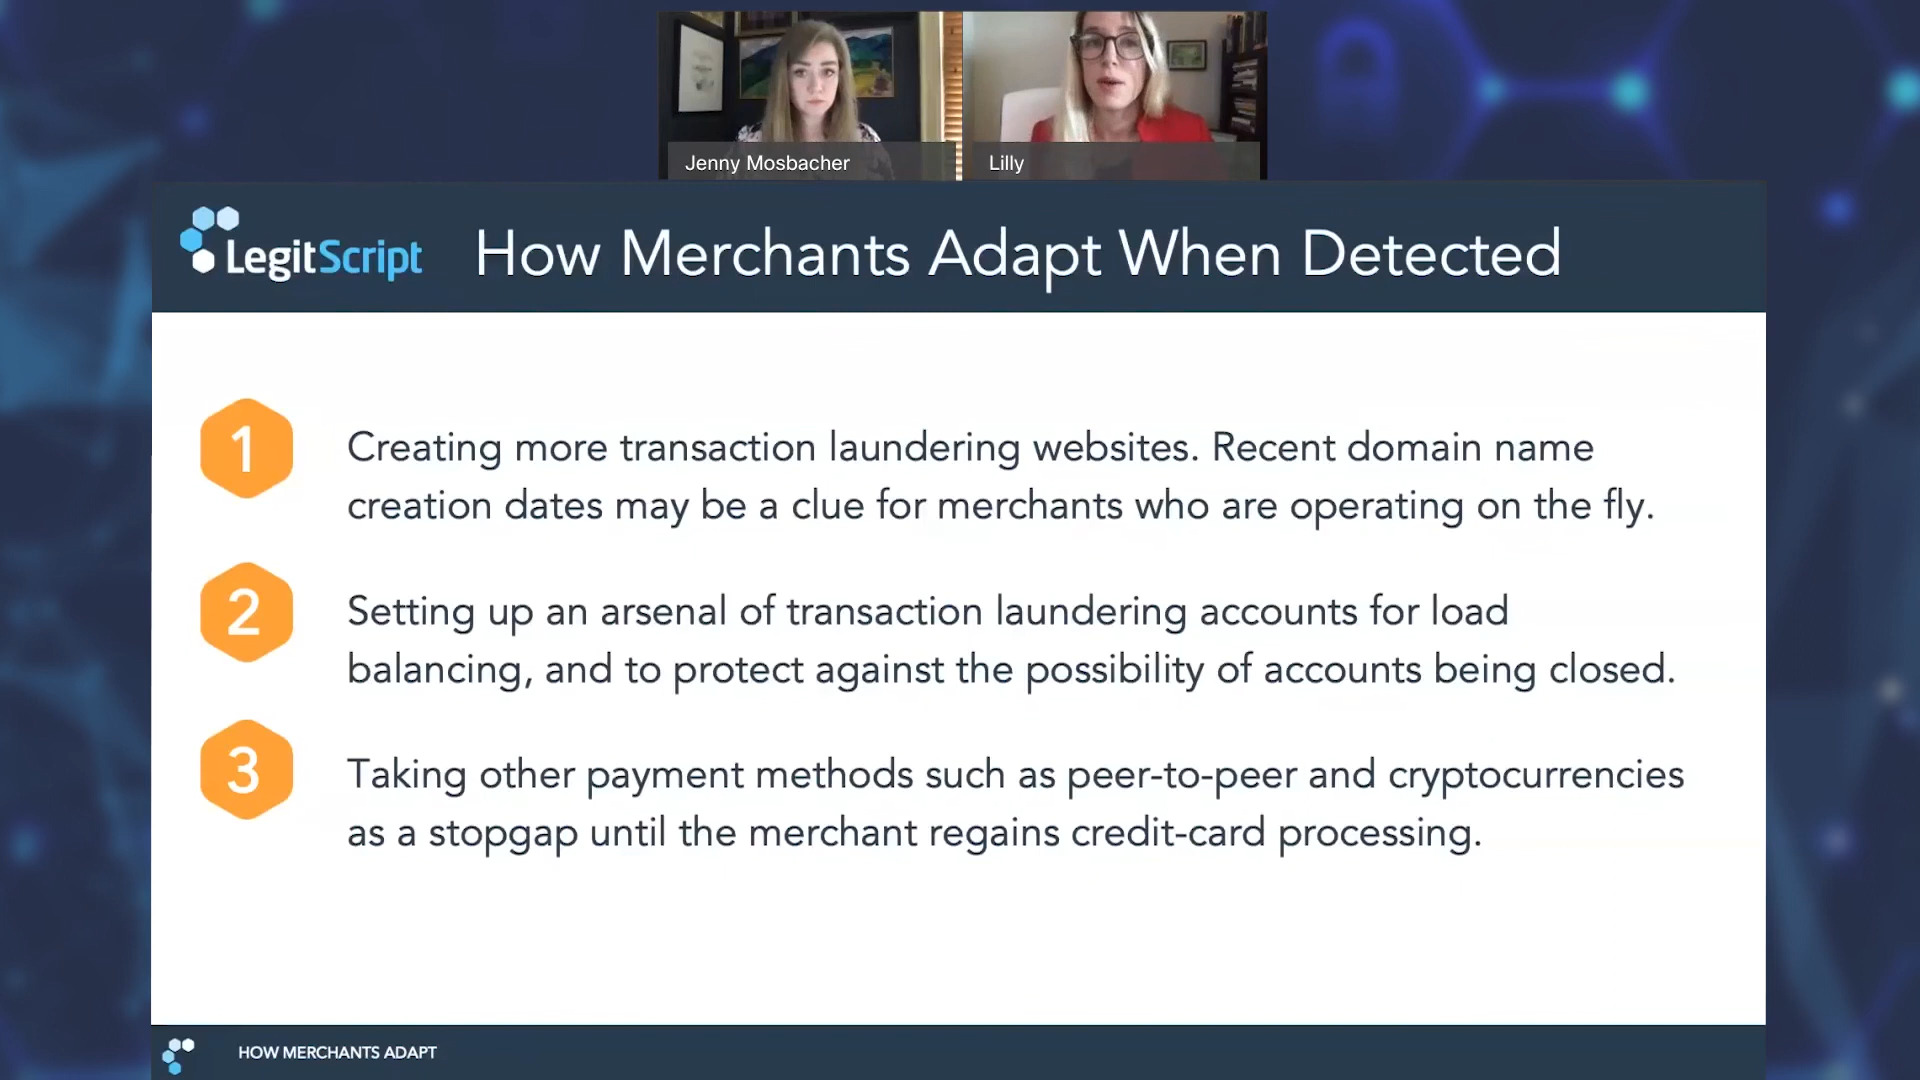 Jenny Mosbacher
Lilly
LegitScript
How Merchants Adapt When Detected
1
Creating more transaction laundering websites. Recent domain name
creation dates may be a clue for merchants who are operating on the fly.
2
Setting up an arsenal of transaction laundering accounts for load
balancing, and to protect against the possibility of accounts being closed.
3
Taking other payment methods such as peer-to-peer and cryptocurrencies
as a stopgap until the merchant regains credit-card processing.
HOW MERCHANTS ADAPT